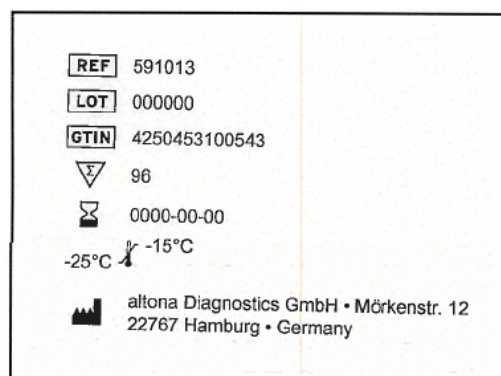 REF 591013
LOT 000000
GTIN 4250453100543
Σ 96
0000-00-00
-25°C -15°C
altona Diagnostics GmbH • Mörkenstr. 12
22767 Hamburg • Germany